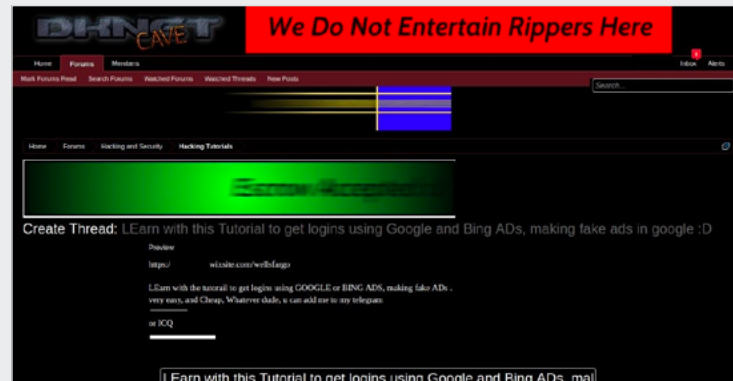 DKNGT
CAVE
We Do Not Entertain Rippers Here
Home Forums Members
Inbox Alerts
Mark Forums Read Search Forums Watched Forums Watched Threads New Posts
Search...
Home Forums Hacking and Security Hacking Tutorials
Create Thread: LEarn with this Tutorial to get logins using Google and Bing ADs, making fake ads in google :D
Preview
https:/ wixsite.com/wellsfargo
LEarn with the tutorail to get logins using GOOGLE or BING ADS, making fake ADs .
very easy, and Cheap, Whatever dude, u can add me to my telegram
or ICQ
LEarn with this Tutorial to get logins using Google and Bing ADs, mal